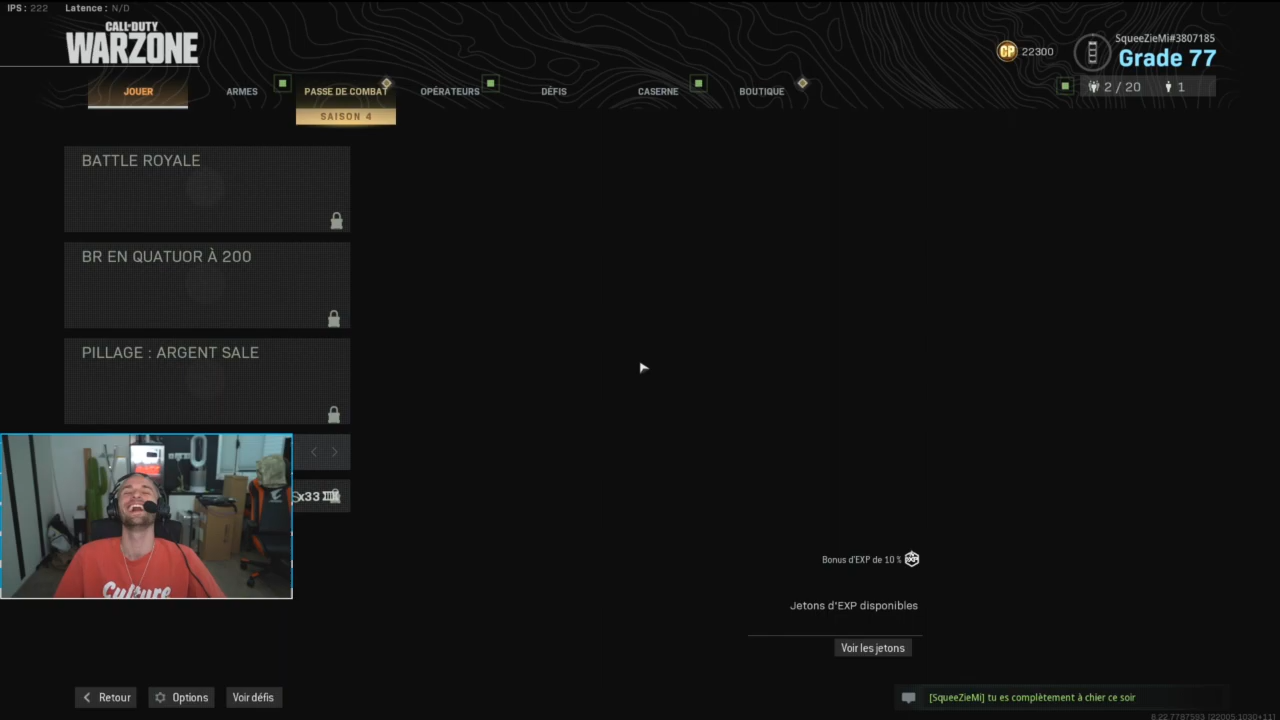 IPS : 222 Latence : N/D
CALL OF DUTY
WARZONE
22300
SqueeZieMi#3807185
Grade 77
2 / 20 1
JOUER ARMES PASSE DE COMBAT OPÉRATEURS DÉFIS CASERNE BOUTIQUE
SAISON 4
BATTLE ROYALE
BR EN QUATUOR À 200
PILLAGE : ARGENT SALE
x33
Culture
Bonus d'EXP de 10 %
Jetons d'EXP disponibles
Voir les jetons
Retour Options Voir défis
[SqueeZieMi] tu es complètement à chier ce soir